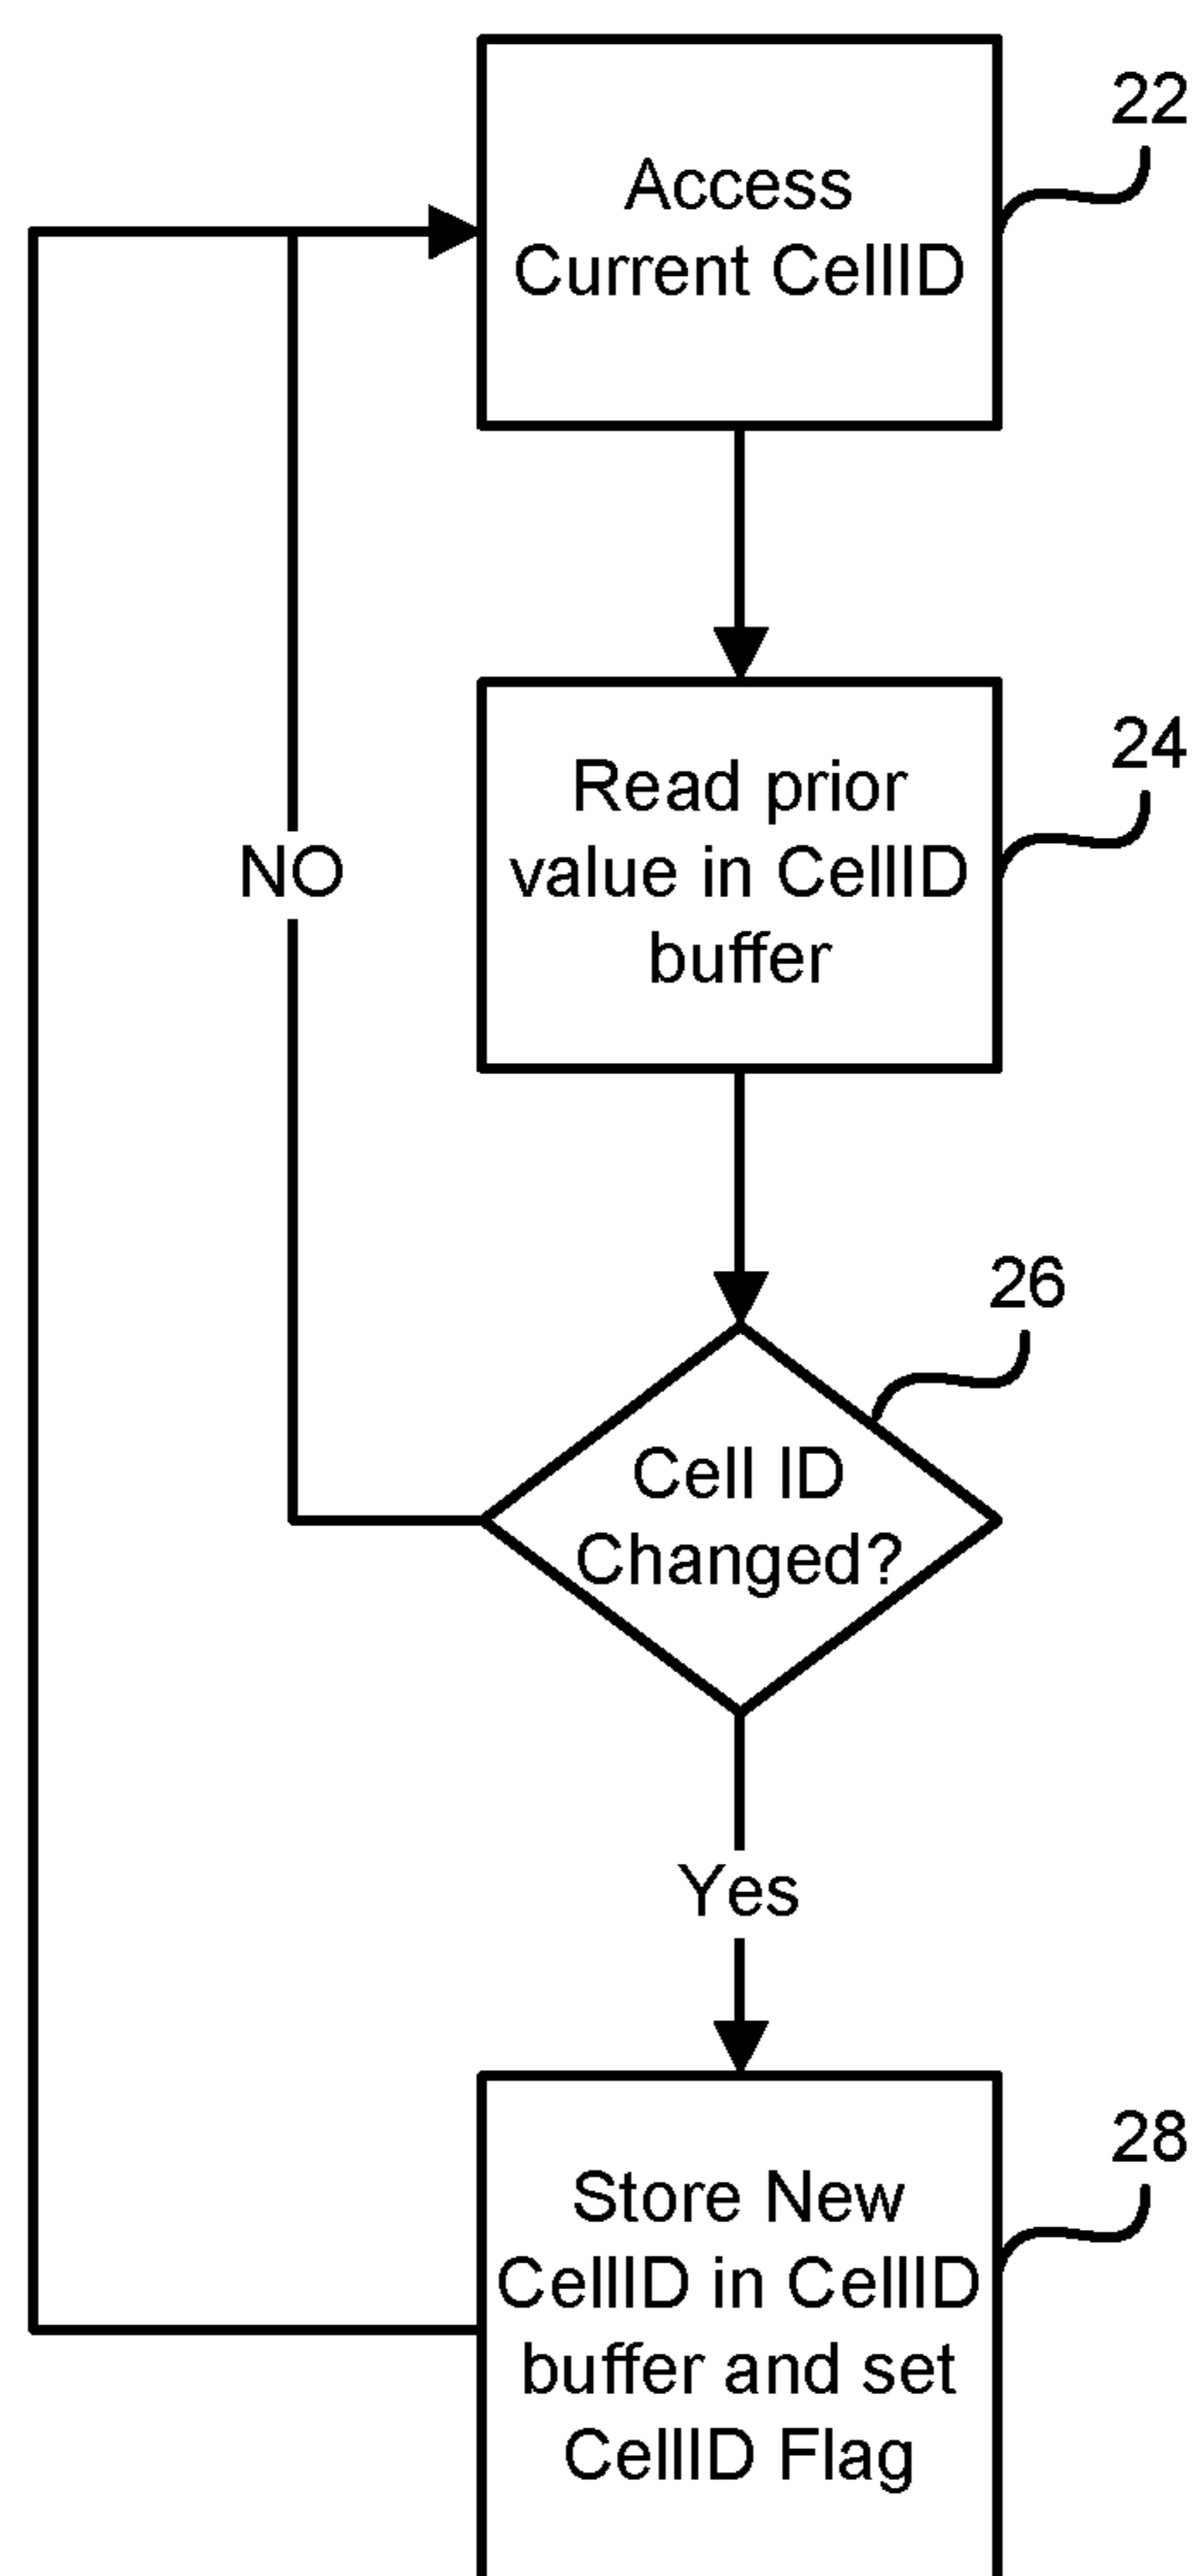 22
Access
Current CellID
24
Read prior
value in CellID
buffer
NO
26
Cell ID
Changed?
Yes
28
Store New
CellID in CellID
buffer and set
CellID Flag